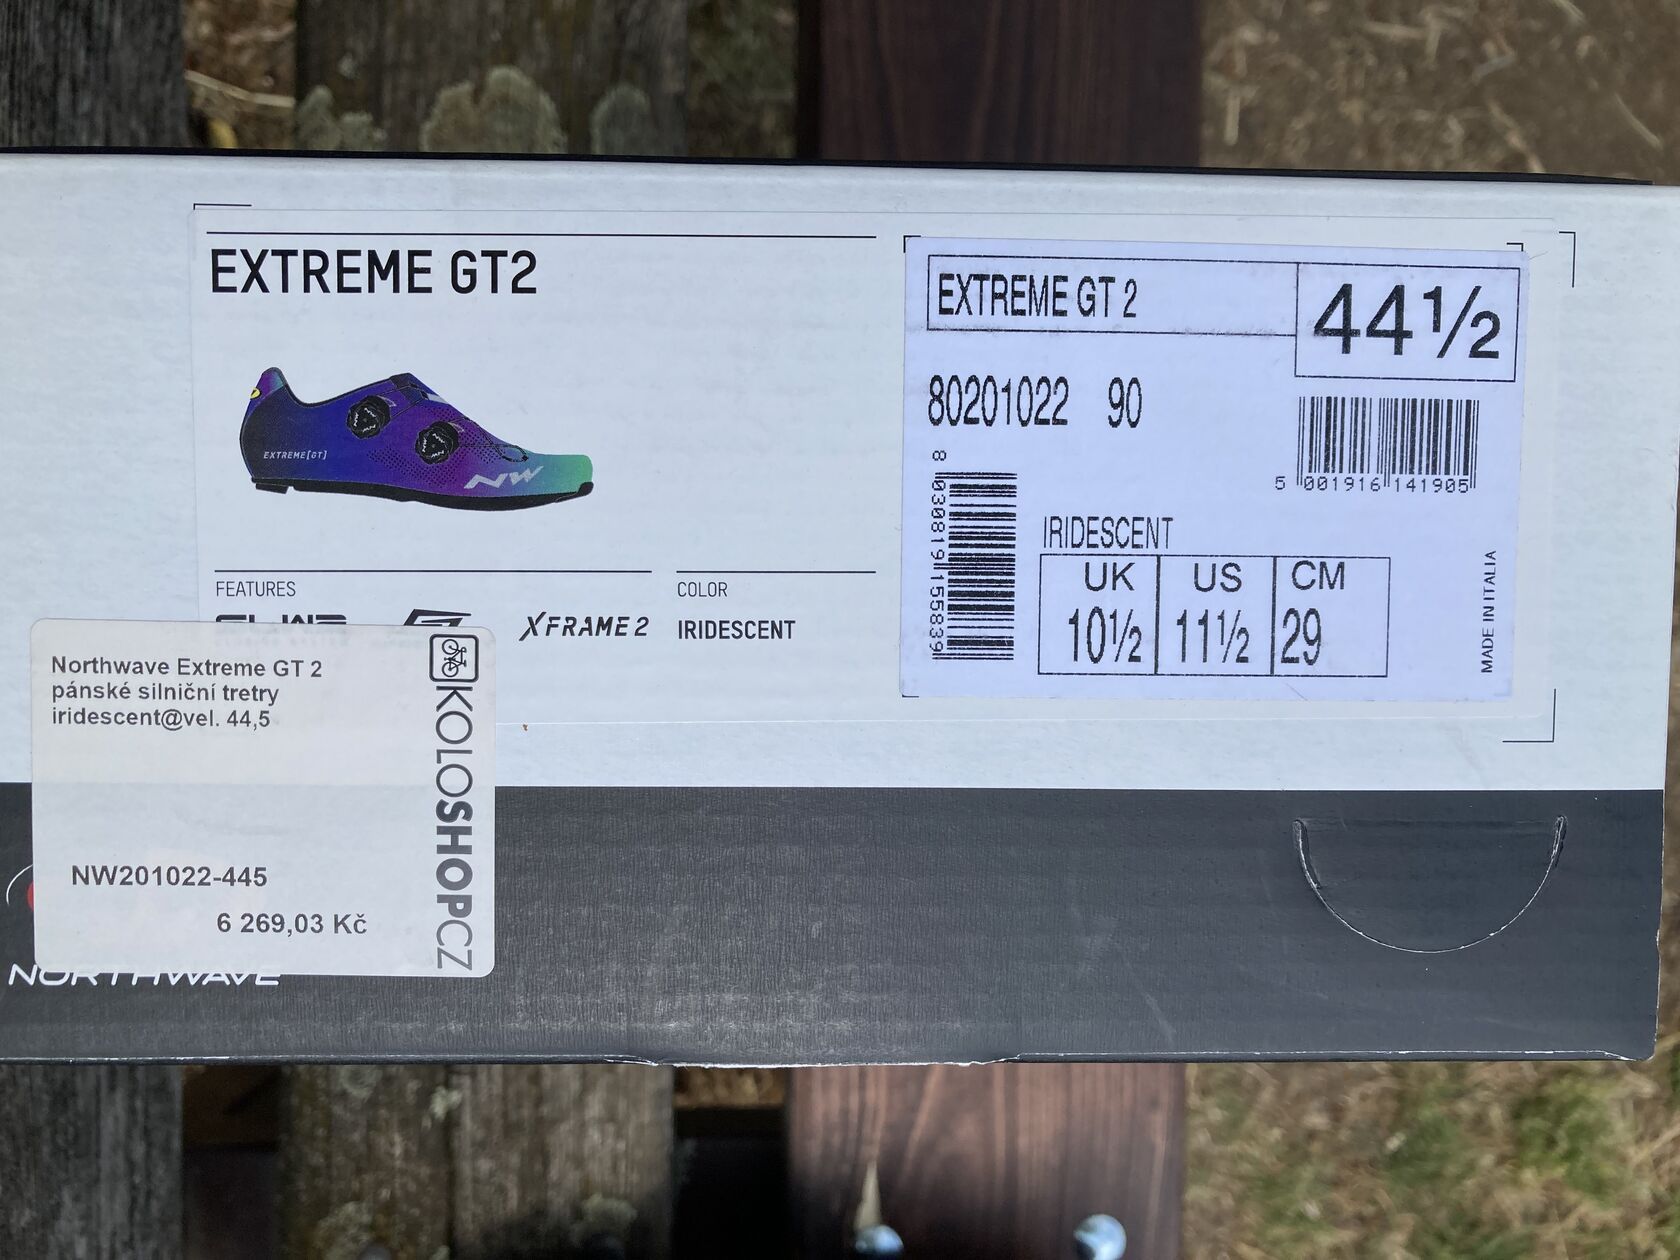 EXTREME GT2
EXTREME[GT]
NW
FEATURES
XFRAME 2
COLOR
IRIDESCENT
EXTREME GT 2
44½
80201022 90
5 001916 141905
8 030819 155839
IRIDESCENT
UK US CM
10½ 11½ 29
MADE IN ITALIA
Northwave Extreme GT 2
pánské silniční tretry
iridescent@vel. 44,5
NW201022-445
6 269,03 Kč
KOLOSHOPCZ
NORTHWAVE